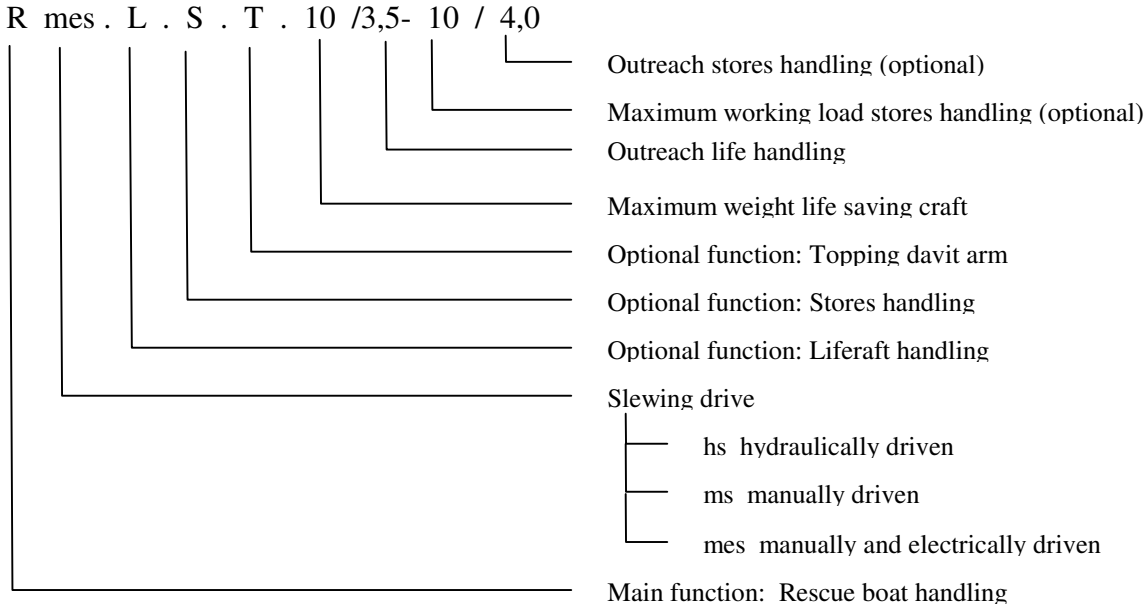 R mes . L . S . T . 10 /3,5- 10 / 4,0
Outreach stores handling (optional)
Maximum working load stores handling (optional)
Outreach life handling
Maximum weight life saving craft
Optional function: Topping davit arm
Optional function: Stores handling
Optional function: Liferaft handling
Slewing drive
hs hydraulically driven
ms manually driven
mes manually and electrically driven
Main function: Rescue boat handling